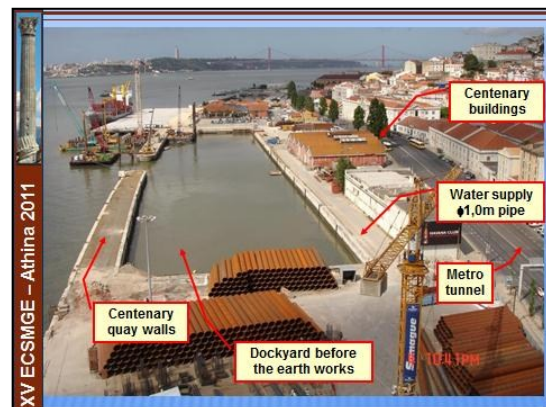 XV ECSMGE – Athina 2011
Centenary
buildings
Water supply
ϕ1,0m pipe
Metro
tunnel
Centenary
quay walls
Dockyard before
the earth works
Somague